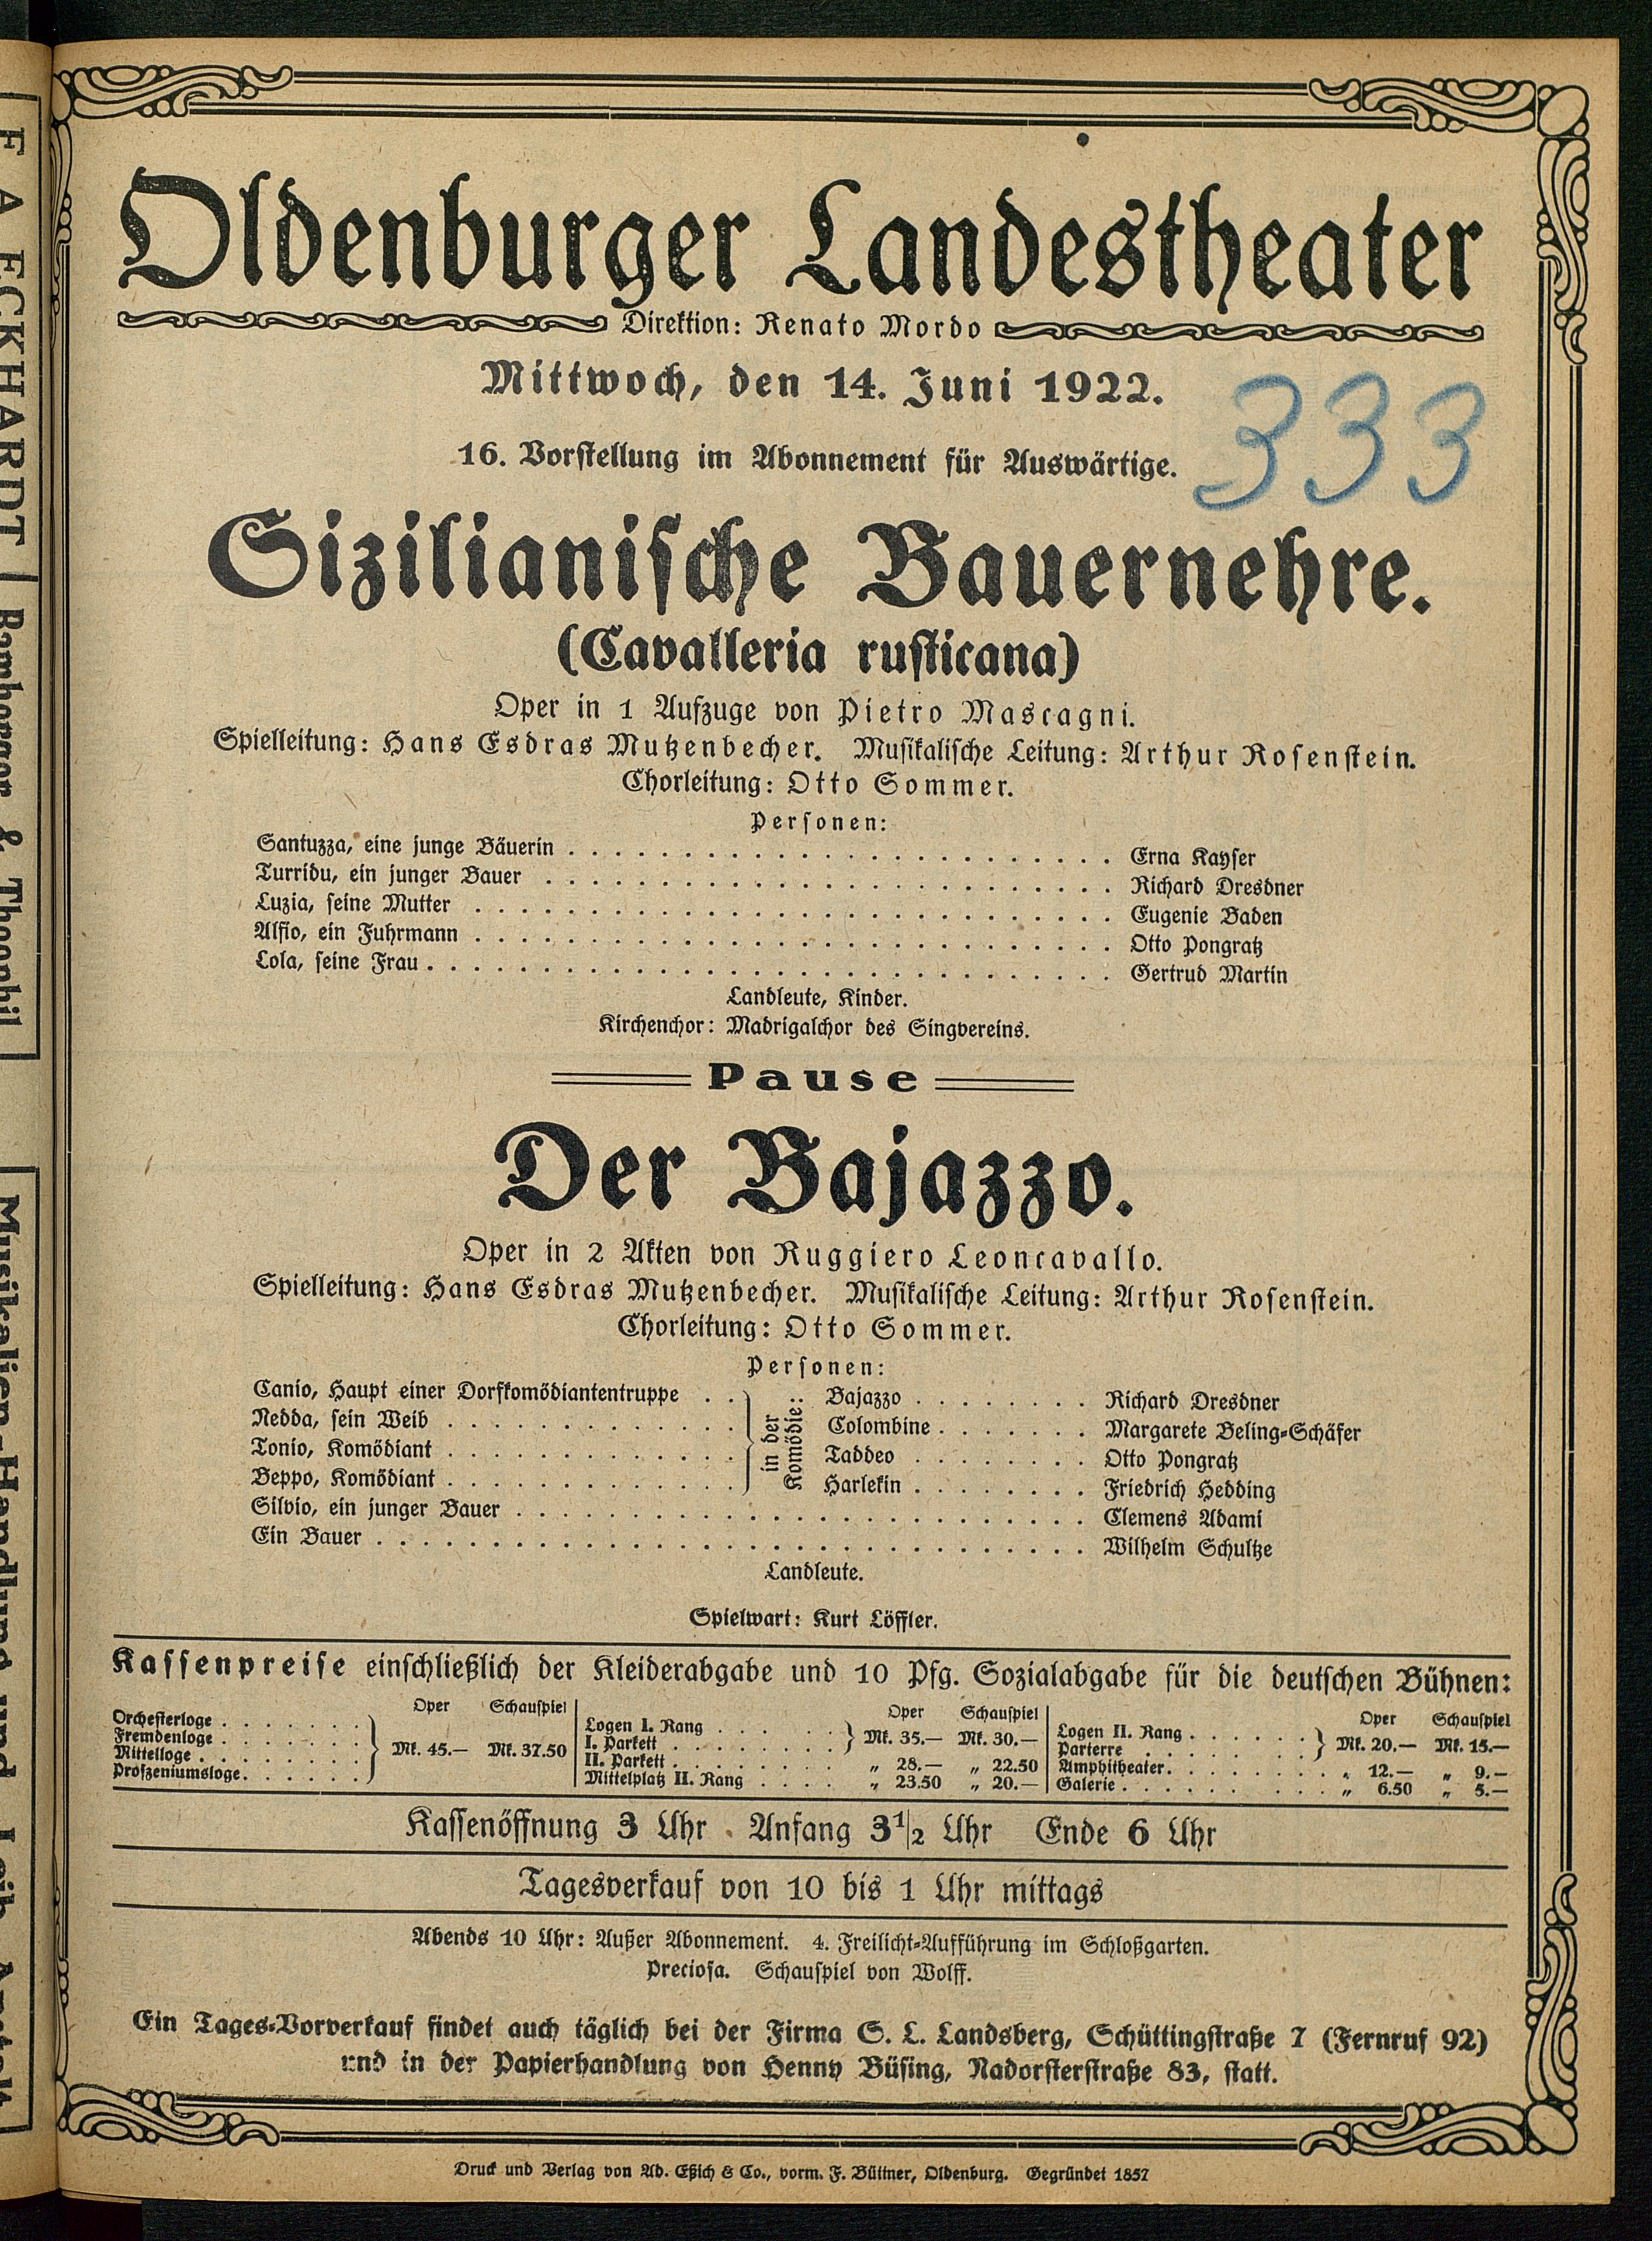 Oldenburger Landestheater
Direktion: Renato Mordo
Mittwoch, den 14. Juni 1922.
333
16. Vorstellung im Abonnement für Auswärtige.
Sizilianische Bauernehre.
(Cavalleria rusticana)
Oper in 1 Aufzuge von Pietro Mascagni.
Spielleitung: Hans Esdras Mutzenbecher. Musikalische Leitung: Arthur Rosenstein.
Chorleitung: Otto Sommer.
Personen:
Santuzza, eine junge Bäuerin . . . . Erna Kayser
Turridu, ein junger Bauer . . . . Richard Dresdner
Luzia, seine Mutter . . . . Eugenie Baden
Alfio, ein Fuhrmann . . . . Otto Pongratz
Lola, seine Frau . . . . Gertrud Martin
Landleute, Kinder.
Kirchenchor: Madrigalchor des Singvereins.
Pause
Der Bajazzo.
Oper in 2 Akten von Ruggiero Leoncavallo.
Spielleitung: Hans Esdras Mutzenbecher. Musikalische Leitung: Arthur Rosenstein.
Chorleitung: Otto Sommer.
Personen:
Canio, Haupt einer Dorfkomödiantentruppe . . in der Komödie: Bajazzo . . . . Richard Dresdner
Nedda, sein Weib . . . . Colombine . . . . Margarete Beling-Schäfer
Tonio, Komödiant . . . . Taddeo . . . . Otto Pongratz
Beppo, Komödiant . . . . Harlekin . . . . Friedrich Hedding
Silvio, ein junger Bauer . . . . Clemens Adami
Ein Bauer . . . . Wilhelm Schultze
Landleute.
Spielwart: Kurt Löffler.
Kassenpreise einschließlich der Kleiderabgabe und 10 Pfg. Sozialabgabe für die deutschen Bühnen:
Oper Schauspiel
Orchesterloge . . . .
Fremdenloge . . . .
Mittelloge . . . .
Proszeniumsloge . . . .
Mk. 45.— Mk. 37.50
Oper Schauspiel
Logen I. Rang . . . .
I. Parkett . . . .
Mk. 35.— Mk. 30.—
II. Parkett . . . . „ 28.— „ 22.50
Mittelplatz II. Rang . . . . „ 23.50 „ 20.—
Oper Schauspiel
Logen II. Rang . . . .
Parterre . . . .
Mk. 20.— Mk. 15.—
Amphitheater . . . . „ 12.— „ 9.—
Galerie . . . . „ 6.50 „ 5.—
Kassenöffnung 3 Uhr Anfang 3½ Uhr Ende 6 Uhr
Tagesverkauf von 10 bis 1 Uhr mittags
Abends 10 Uhr: Außer Abonnement. 4. Freilicht-Aufführung im Schloßgarten.
Preciosa. Schauspiel von Wolff.
Ein Tages-Vorverkauf findet auch täglich bei der Firma S. L. Landsberg, Schüttingstraße 7 (Fernruf 92)
und in der Papierhandlung von Henny Büsing, Nadorsterstraße 83, statt.
Druck und Verlag von Ad. Eßich & Co., vorm. F. Büttner, Oldenburg. Gegründet 1857
F A ECKHARDT